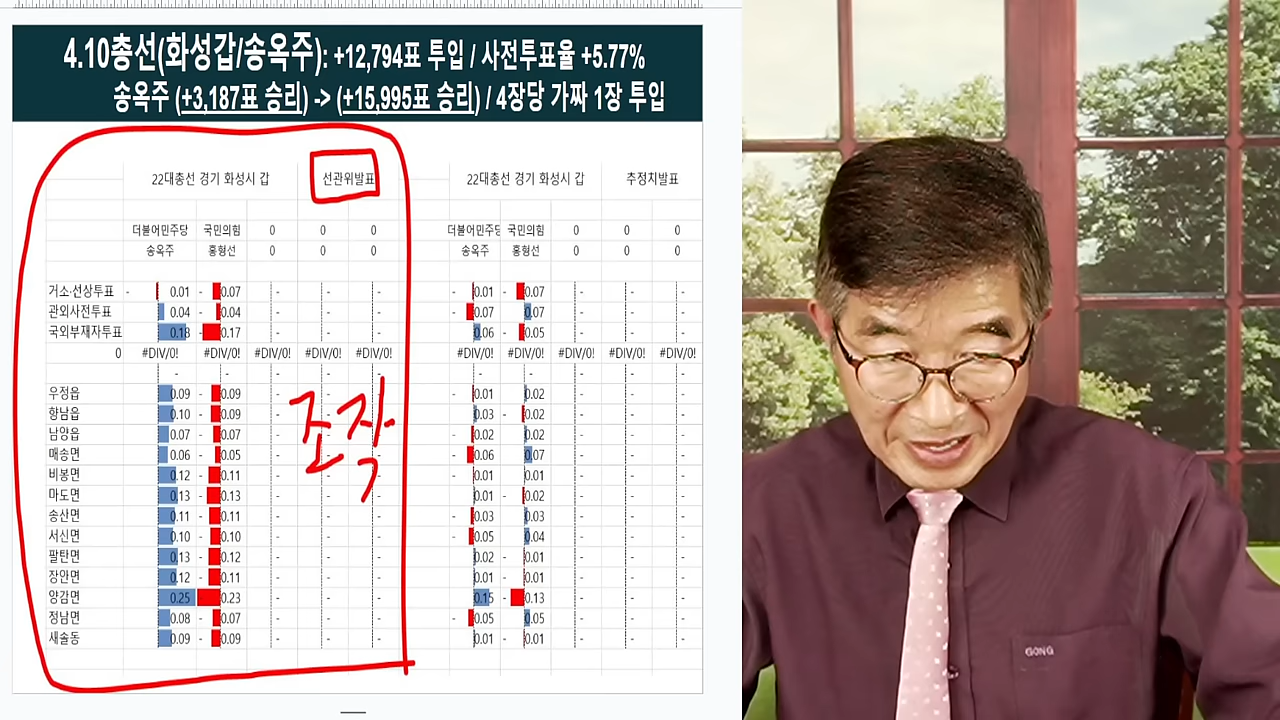 4.10총선(화성갑/송옥주): +12,794표 투입 / 사전투표율 +5.77%
송옥주 (+3,187표 승리) -> (+15,995표 승리) / 4장당 가짜 1장 투입
22대총선 경기 화성시 갑 선관위발표 22대총선 경기 화성시 갑 추정치발표
더불어민주당 국민의힘 0 0 0 더불어민주당 국민의힘 0 0 0
송옥주 홍형선 0 0 0 송옥주 홍형선 0 0 0
거소·선상투표 - 0.01 0.07 - - - - 0.01 0.07 - - -
관외사전투표 0.04 - 0.04 - - - - 0.07 0.07 - - -
국외부재자투표 0.18 - 0.17 - - - 0.06 - 0.05 - - -
0 #DIV/0! #DIV/0! #DIV/0! #DIV/0! #DIV/0! #DIV/0! #DIV/0! #DIV/0! #DIV/0! #DIV/0!
- - - -
우정읍 0.09 - 0.09 - - - - 0.01 0.02 - - -
향남읍 0.10 - 0.09 - - - 0.03 - 0.02 - - -
남양읍 0.07 - 0.07 - - - - 0.02 0.02 - - -
매송면 0.06 - 0.05 - - - - 0.06 0.07 - - -
비봉면 0.12 - 0.11 - - - - 0.01 0.01 - - -
마도면 0.13 - 0.13 - - - 0.01 - 0.02 - - -
송산면 0.11 - 0.11 - - - - 0.03 0.03 - - -
서신면 0.10 - 0.10 - - - - 0.05 0.04 - - -
팔탄면 0.13 - 0.12 - - - 0.02 - 0.01 - - -
장안면 0.12 - 0.11 - - - 0.01 - 0.01 - - -
양감면 0.25 - 0.23 - - - 0.15 - 0.13 - - -
정남면 0.08 - 0.07 - - - - 0.05 0.05 - - -
새솔동 0.09 - 0.09 - - - 0.01 - 0.01 - - -
조작
GONG